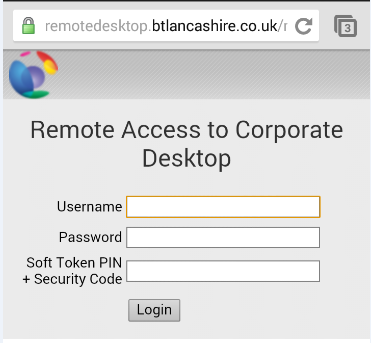 remotedesktop.btlancashire.co.uk/
3
Remote Access to Corporate
Desktop
Username
Password
Soft Token PIN
+ Security Code
Login